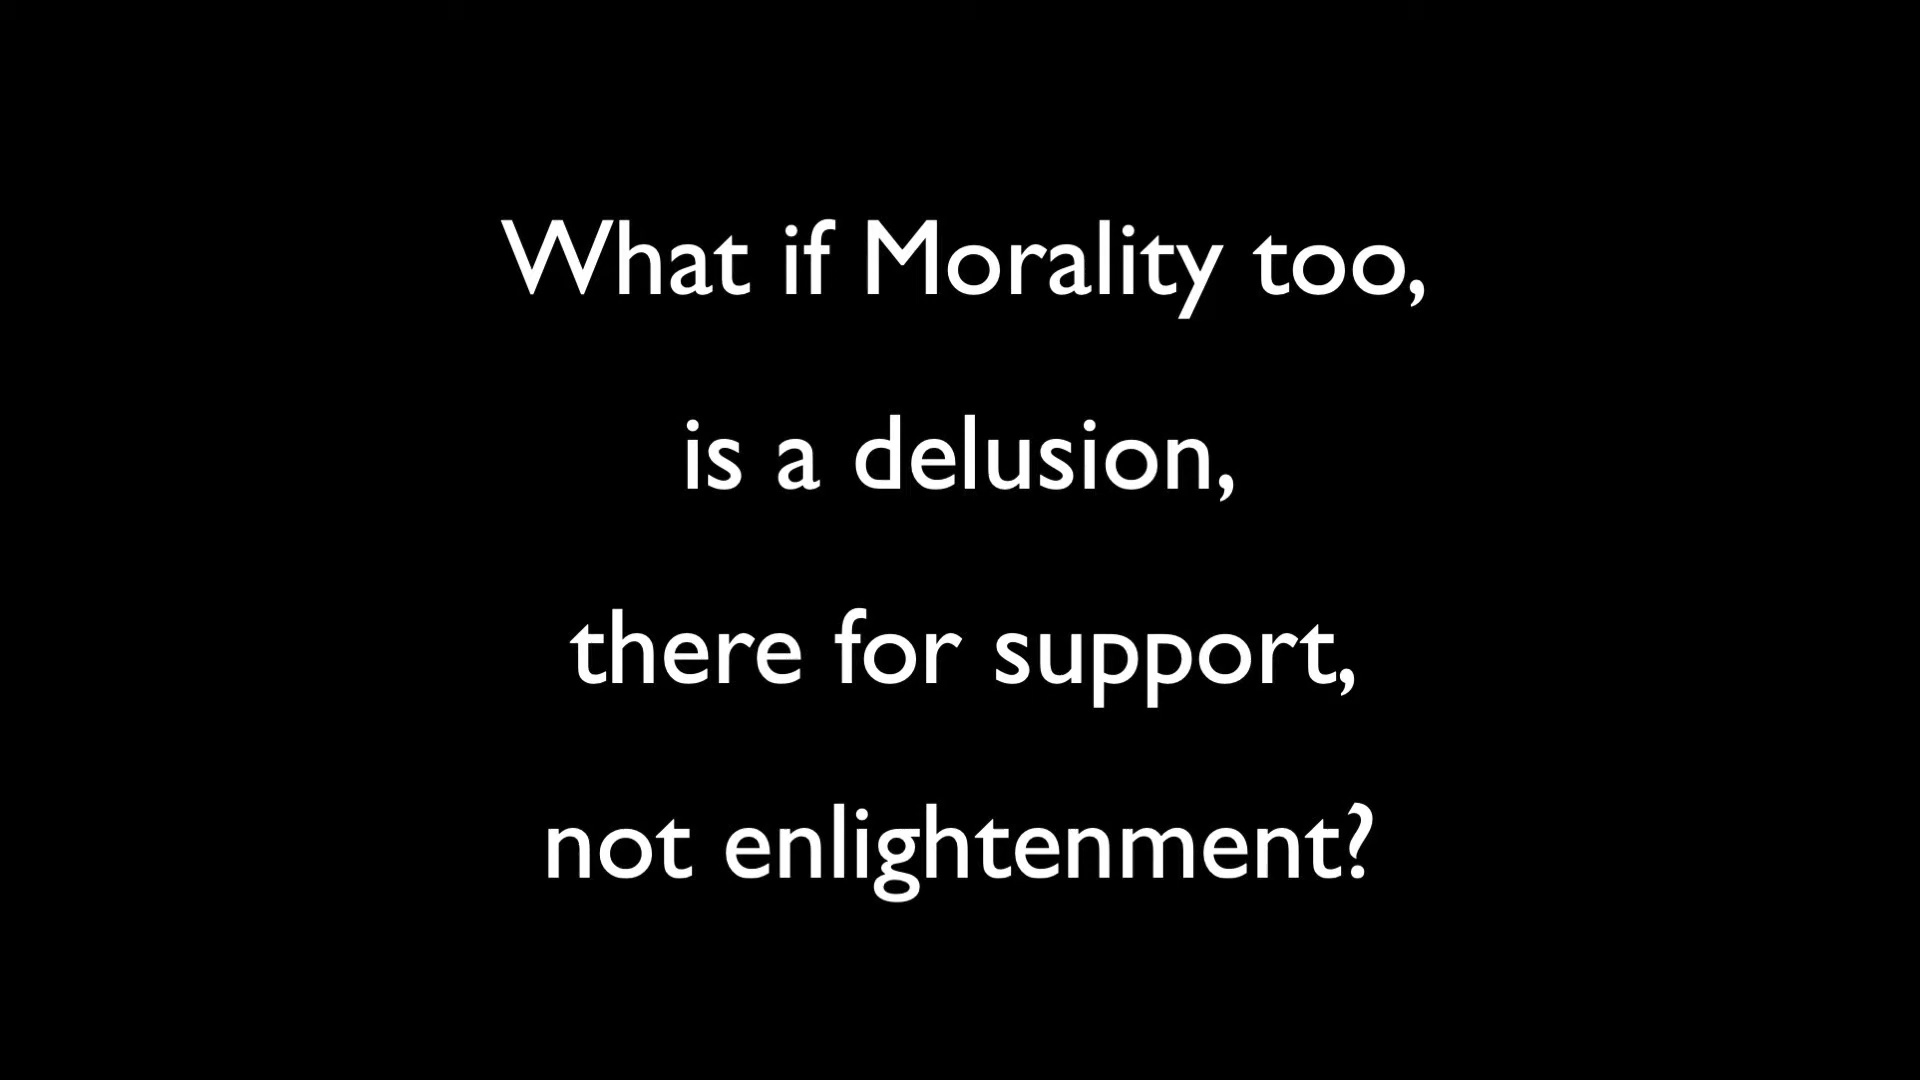 What if Morality too,
is a delusion,
there for support,
not enlightenment?